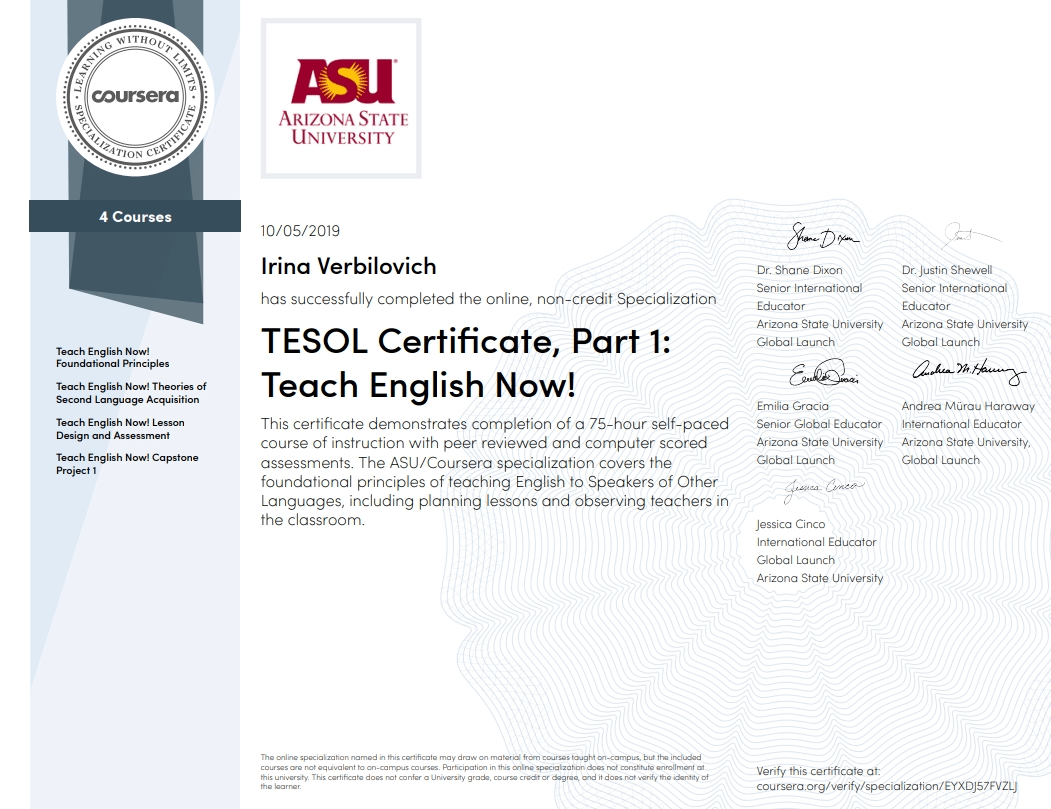 LEARNING WITHOUT LIMITS
coursera
SPECIALIZATION CERTIFICATE
4 Courses
Teach English Now!
Foundational Principles
Teach English Now! Theories of
Second Language Acquisition
Teach English Now! Lesson
Design and Assessment
Teach English Now! Capstone
Project 1
ASU
ARIZONA STATE
UNIVERSITY
10/05/2019
Irina Verbilovich
has successfully completed the online, non-credit Specialization
TESOL Certificate, Part 1:
Teach English Now!
This certificate demonstrates completion of a 75-hour self-paced
course of instruction with peer reviewed and computer scored
assessments. The ASU/Coursera specialization covers the
foundational principles of teaching English to Speakers of Other
Languages, including planning lessons and observing teachers in
the classroom.
Shane Dixon
Dr. Shane Dixon
Senior International
Educator
Arizona State University
Global Launch
Dr. Justin Shewell
Senior International
Educator
Arizona State University
Global Launch
Emilia Gracia
Senior Global Educator
Arizona State University
Global Launch
Andrea M. Haraway
Andrea Mürau Haraway
International Educator
Arizona State University,
Global Launch
Jessica Cinco
Jessica Cinco
International Educator
Global Launch
Arizona State University
The online specialization named in this certificate may draw on material from courses taught on-campus, but the included
courses are not equivalent to on-campus courses. Participation in this online specialization does not constitute enrollment at
this university. This certificate does not confer a University grade, course credit or degree, and it does not verify the identity of
the learner.
Verify this certificate at:
coursera.org/verify/specialization/EYXDJ57FVZLJ